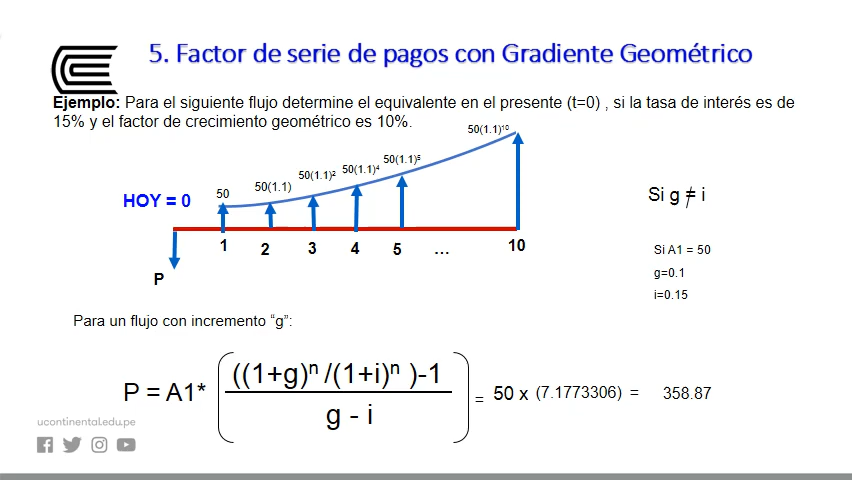 5. Factor de serie de pagos con Gradiente Geométrico
Ejemplo: Para el siguiente flujo determine el equivalente en el presente (t=0) , si la tasa de interés es de
15% y el factor de crecimiento geométrico es 10%.
HOY = 0
50
50(1.1)
50(1.1)²
50(1.1)⁴
50(1.1)⁵
50(1.1)¹⁰
1
2
3
4
5
...
10
P
Si g ≠ i
Si A1 = 50
g=0.1
i=0.15
Para un flujo con incremento “g”:
P = A1* ( ((1+g)ⁿ /(1+i)ⁿ )-1 / g - i ) = 50 x (7.1773306) = 358.87
ucontinental.edu.pe